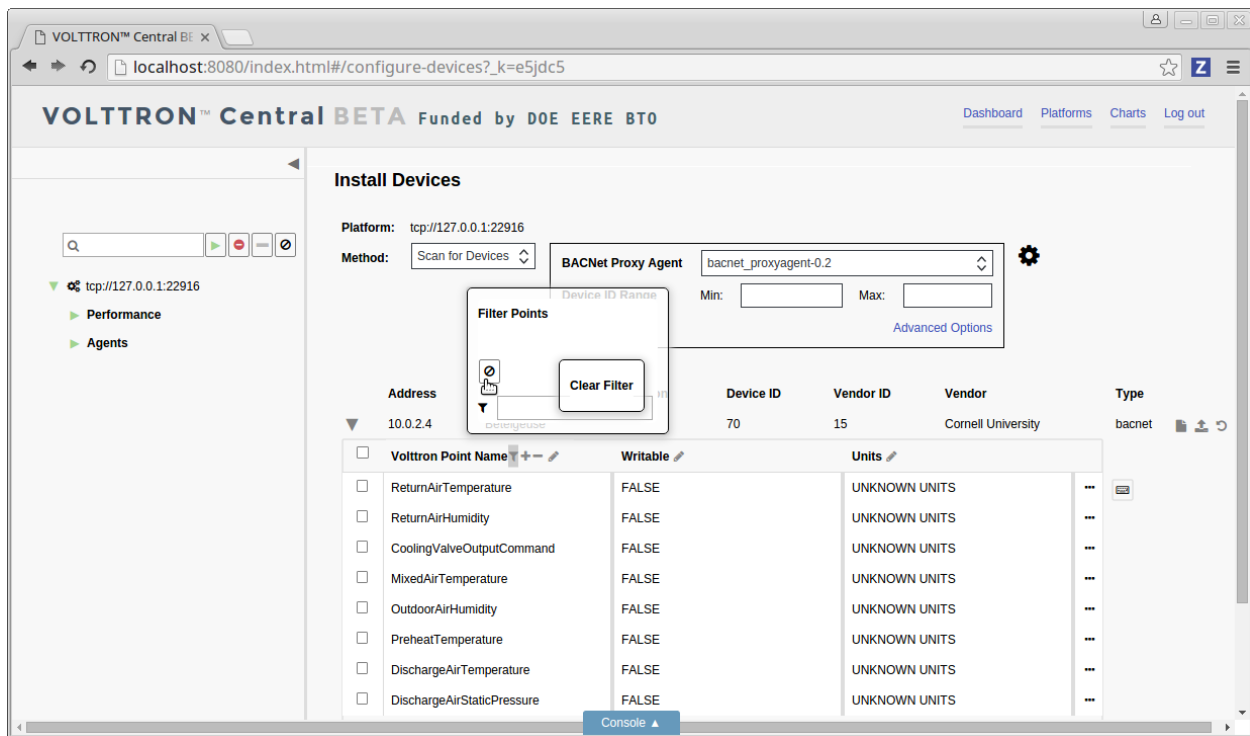 VOLTTRON™ Central BE
localhost:8080/index.html#/configure-devices?_k=e5jdc5
Z
VOLTTRON™ Central BETA Funded by DOE EERE BTO
Dashboard Platforms Charts Log out
Install Devices
Platform: tcp://127.0.0.1:22916
Method: Scan for Devices
BACNet Proxy Agent bacnet_proxyagent-0.2
Device ID Range Min: Max:
Advanced Options
tcp://127.0.0.1:22916
Performance
Agents
Filter Points
Clear Filter
Address Device ID Vendor ID Vendor Type
10.0.2.4 Betelgeuse 70 15 Cornell University bacnet
Volttron Point Name Writable Units
ReturnAirTemperature FALSE UNKNOWN UNITS
ReturnAirHumidity FALSE UNKNOWN UNITS
CoolingValveOutputCommand FALSE UNKNOWN UNITS
MixedAirTemperature FALSE UNKNOWN UNITS
OutdoorAirHumidity FALSE UNKNOWN UNITS
PreheatTemperature FALSE UNKNOWN UNITS
DischargeAirTemperature FALSE UNKNOWN UNITS
DischargeAirStaticPressure FALSE UNKNOWN UNITS
Console ▲